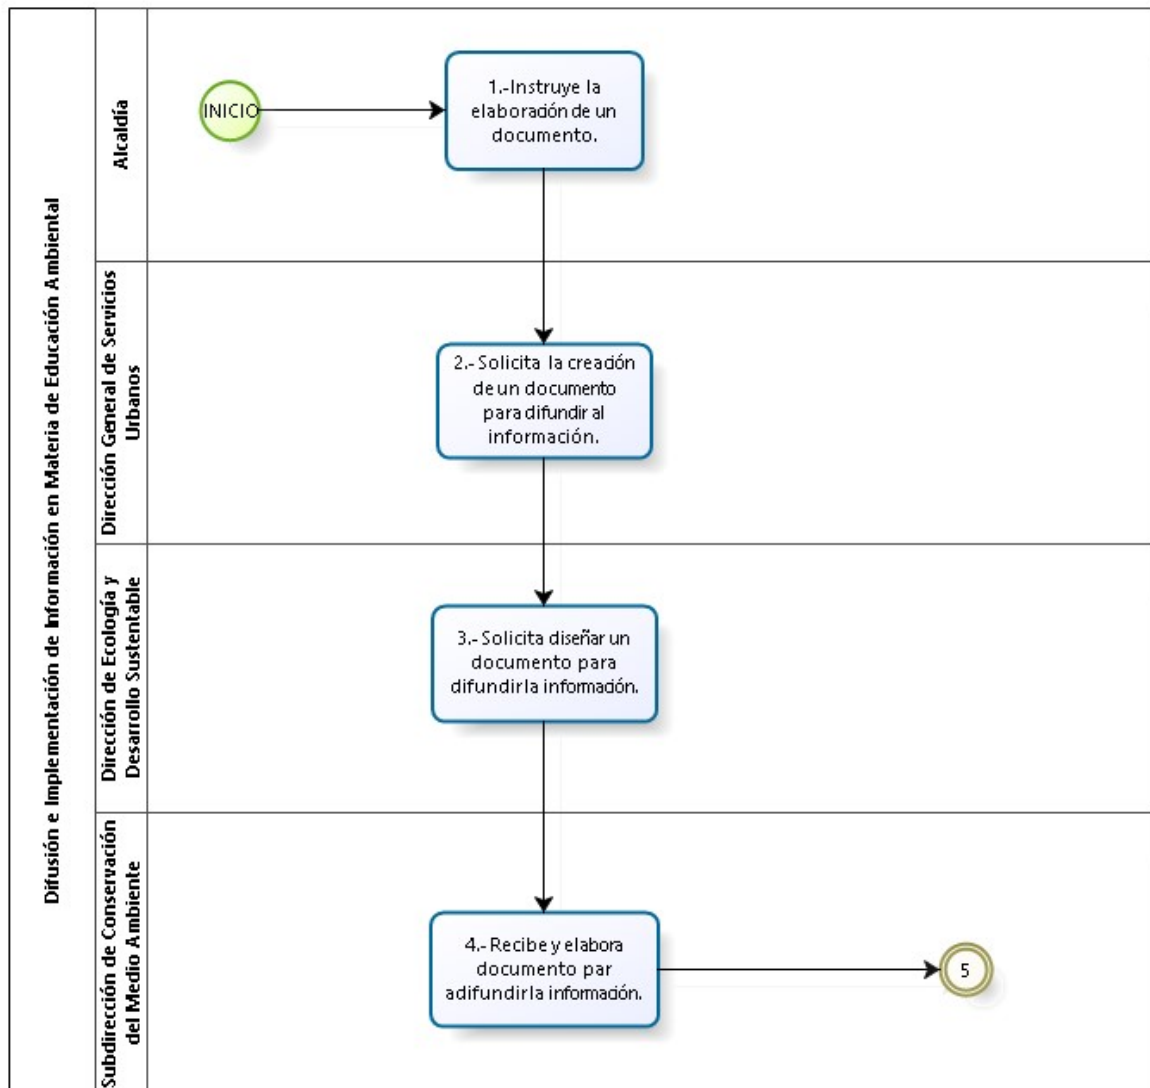 Difusión e Implementación de Información en Materia de Educación Ambiental
Alcaldía
INICIO
1.-Instruye la
elaboración de un
documento.
Dirección General de Servicios
Urbanos
2.- Solicita la creación
de un documento
para difundir al
información.
Dirección de Ecología y
Desarrollo Sustentable
3.- Solicita diseñar un
documento para
difundirla información.
Subdirección de Conservación
del Medio Ambiente
4.- Recibe y elabora
documento par
adifundirla información.
5